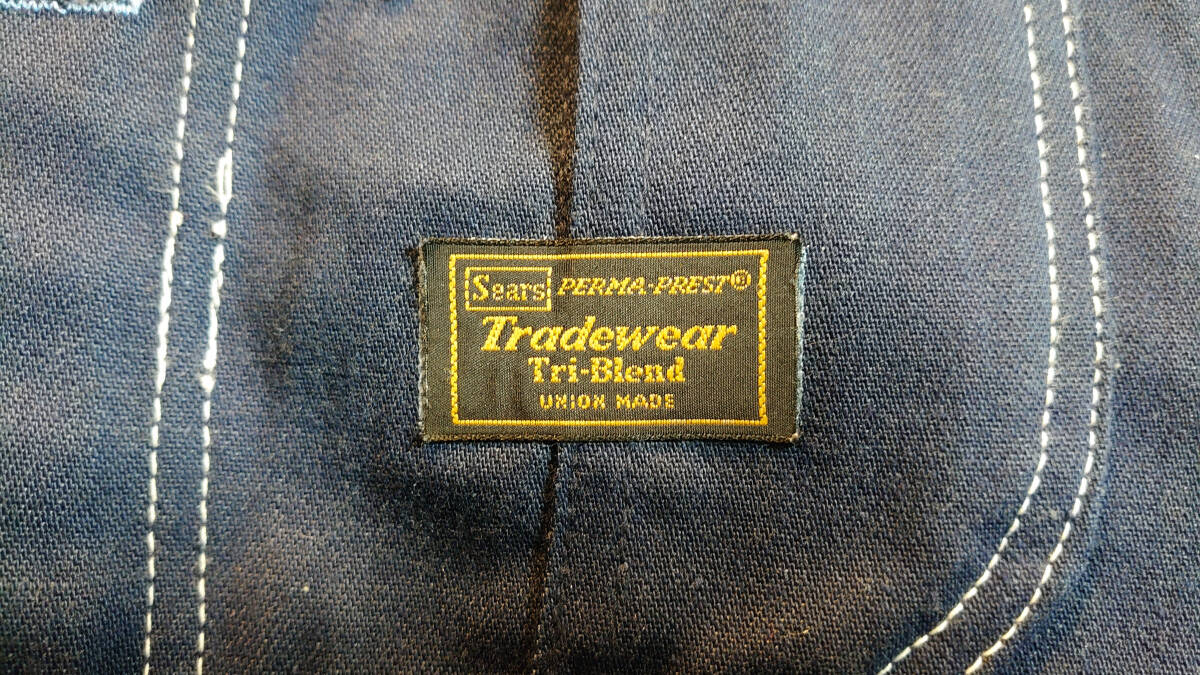 Sears PERMA-PREST®
Tradewear
Tri-Blend
UNION MADE